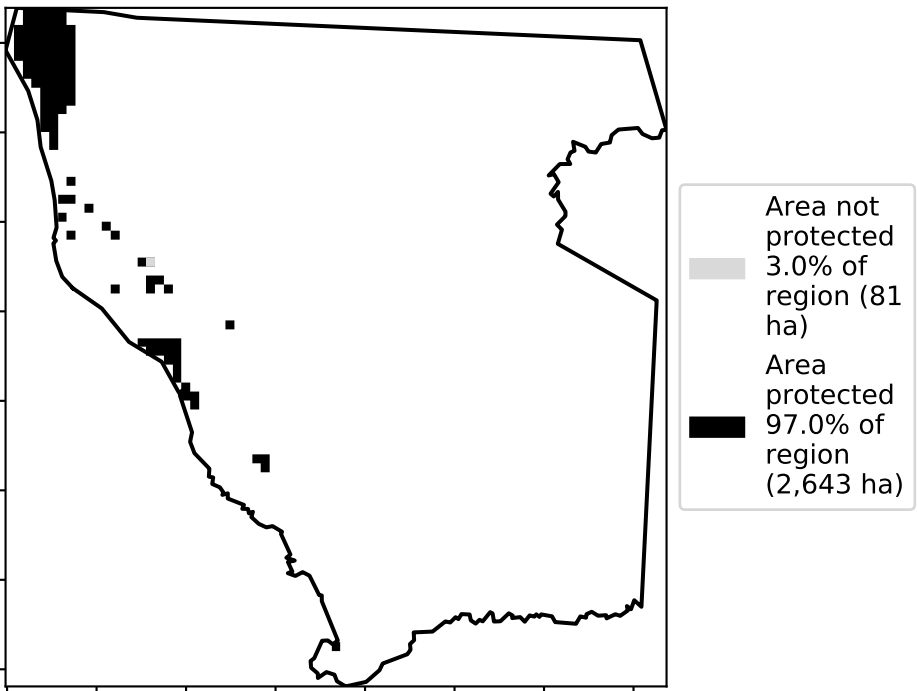 Area not
protected
3.0% of
region (81
ha)
Area
protected
97.0% of
region
(2,643 ha)